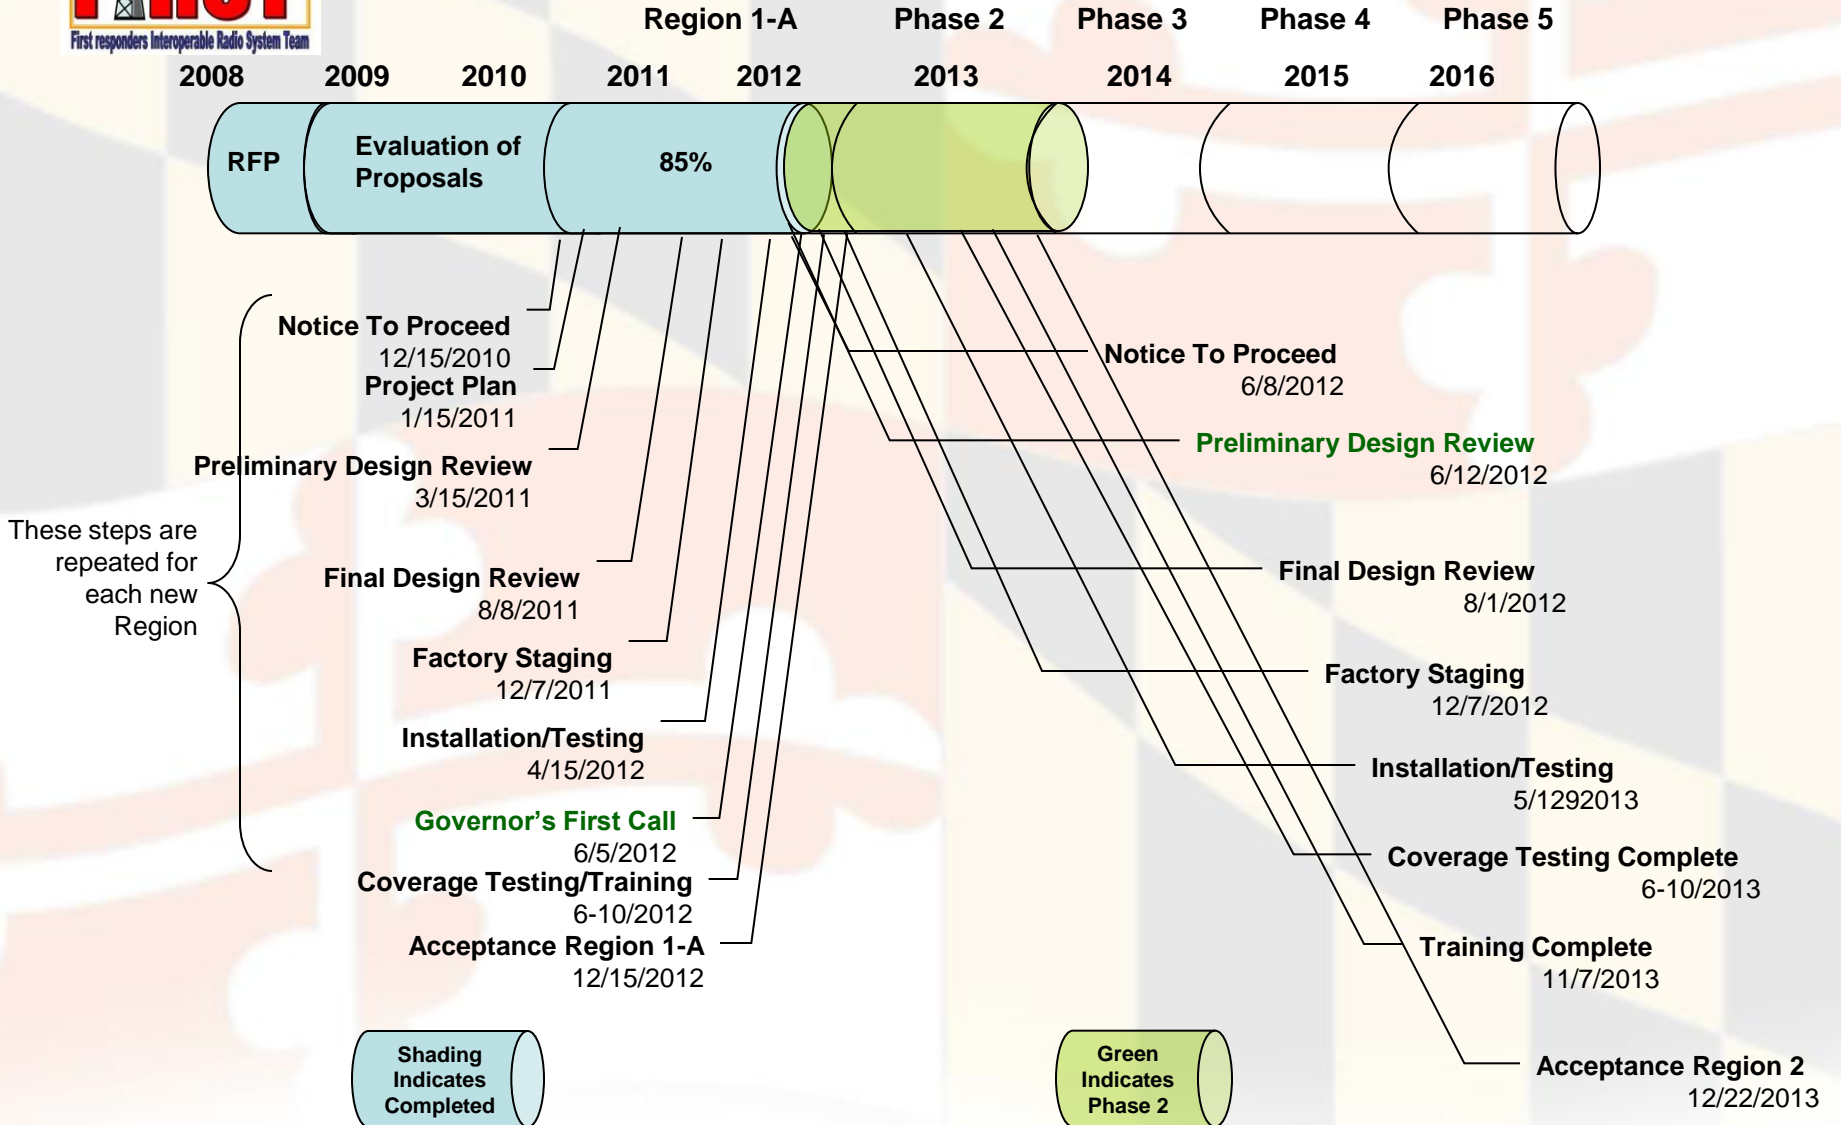 First responders Interoperable Radio System Team
Region 1-A Phase 2 Phase 3 Phase 4 Phase 5
2008 2009 2010 2011 2012 2013 2014 2015 2016
RFP
Evaluation of
Proposals
85%
These steps are
repeated for
each new
Region
Notice To Proceed
12/15/2010
Project Plan
1/15/2011
Preliminary Design Review
3/15/2011
Final Design Review
8/8/2011
Factory Staging
12/7/2011
Installation/Testing
4/15/2012
Governor’s First Call
6/5/2012
Coverage Testing/Training
6-10/2012
Acceptance Region 1-A
12/15/2012
Notice To Proceed
6/8/2012
Preliminary Design Review
6/12/2012
Final Design Review
8/1/2012
Factory Staging
12/7/2012
Installation/Testing
5/1292013
Coverage Testing Complete
6-10/2013
Training Complete
11/7/2013
Acceptance Region 2
12/22/2013
Shading
Indicates
Completed
Green
Indicates
Phase 2